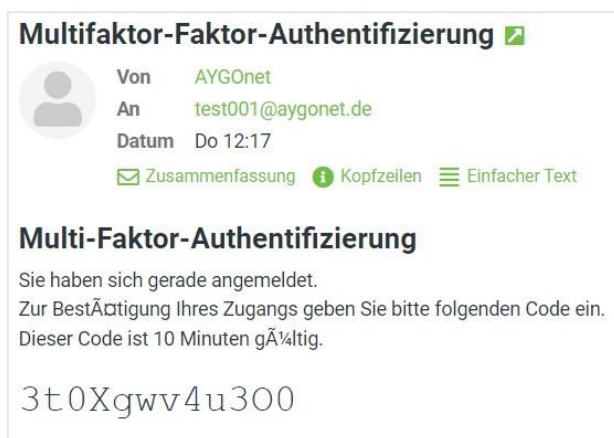 Multifaktor-Faktor-Authentifizierung
Von AYGOnet
An test001@aygonet.de
Datum Do 12:17
Zusammenfassung Kopfzeilen Einfacher Text
Multi-Faktor-Authentifizierung
Sie haben sich gerade angemeldet.
Zur BestÃ¤tigung Ihres Zugangs geben Sie bitte folgenden Code ein.
Dieser Code ist 10 Minuten gÃ¼ltig.
3t0Xgwv4u3O0